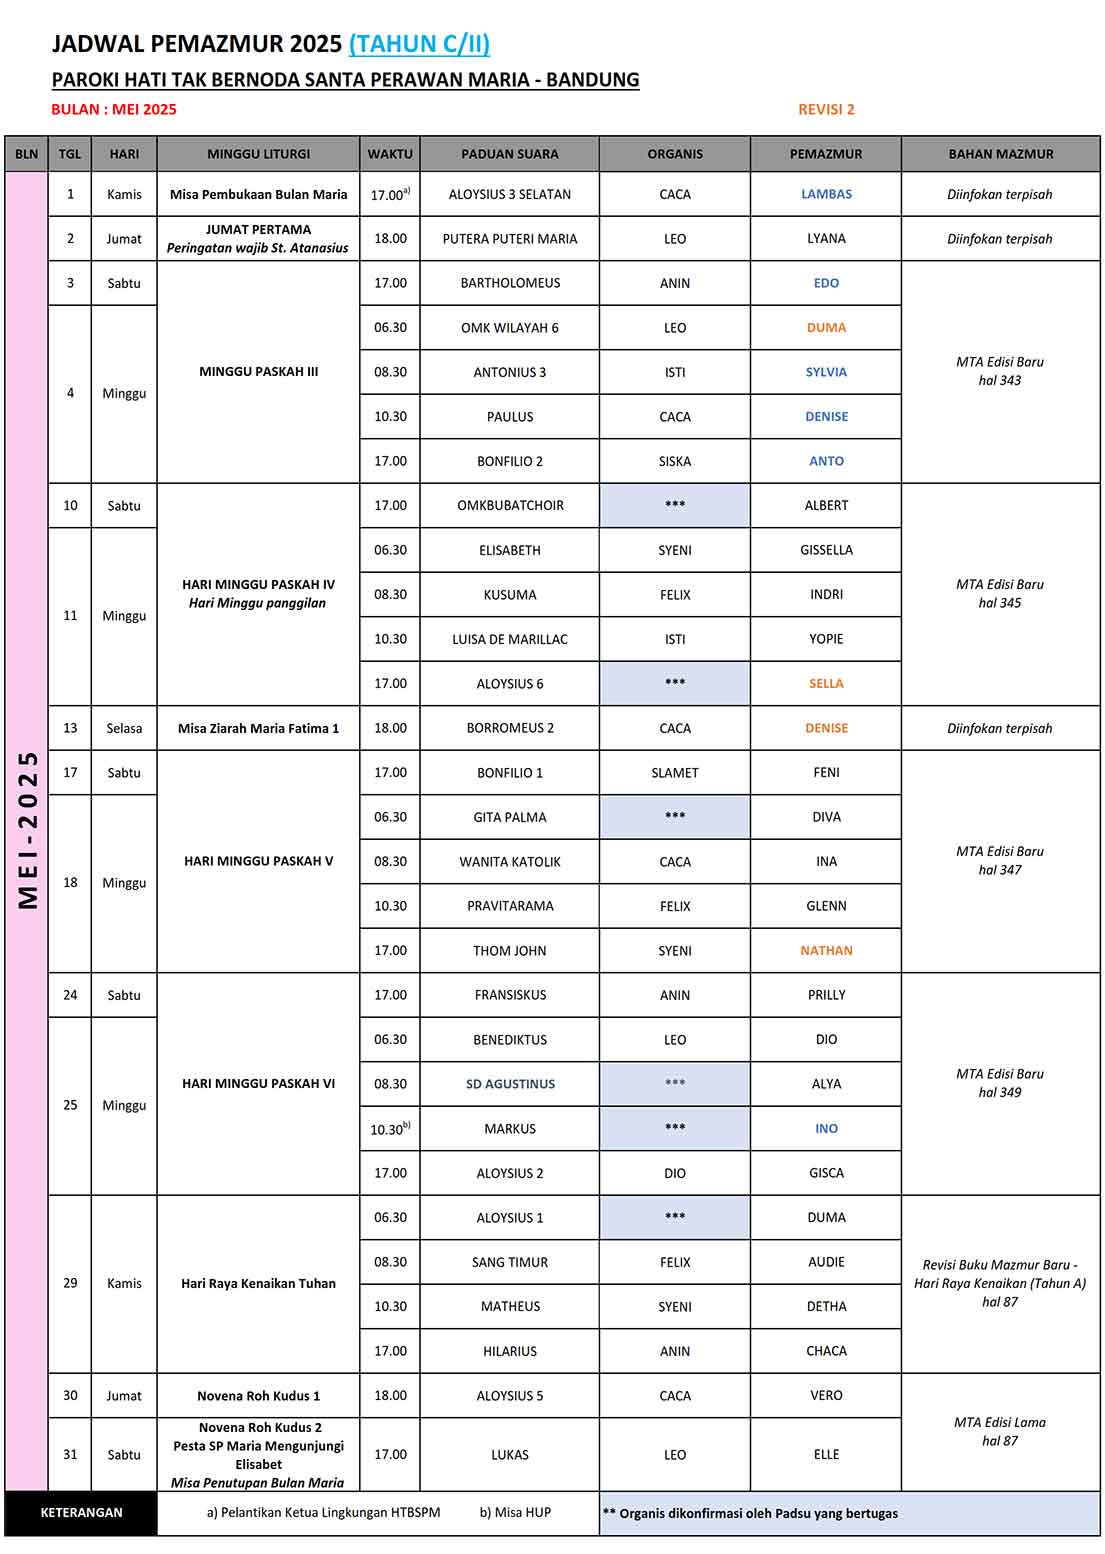 JADWAL PEMAZMUR 2025 (TAHUN C/II)
PAROKI HATI TAK BERNODA SANTA PERAWAN MARIA - BANDUNG
BULAN : MEI 2025 REVISI 2
BLN TGL HARI MINGGU LITURGI WAKTU PADUAN SUARA ORGANIS PEMAZMUR BAHAN MAZMUR
MEI-2025
1 Kamis Misa Pembukaan Bulan Maria 17.00a) ALOYSIUS 3 SELATAN CACA LAMBAS Diinfokan terpisah
2 Jumat JUMAT PERTAMA
Peringatan wajib St. Atanasius 18.00 PUTERA PUTERI MARIA LEO LYANA Diinfokan terpisah
3 Sabtu 17.00 BARTHOLOMEUS ANIN EDO
4 Minggu MINGGU PASKAH III
06.30 OMK WILAYAH 6 LEO DUMA
08.30 ANTONIUS 3 ISTI SYLVIA
10.30 PAULUS CACA DENISE
17.00 BONFILIO 2 SISKA ANTO
MTA Edisi Baru
hal 343
10 Sabtu 17.00 OMKBUBATCHOIR *** ALBERT
11 Minggu HARI MINGGU PASKAH IV
Hari Minggu panggilan
06.30 ELISABETH SYENI GISSELLA
08.30 KUSUMA FELIX INDRI
10.30 LUISA DE MARILLAC ISTI YOPIE
17.00 ALOYSIUS 6 *** SELLA
MTA Edisi Baru
hal 345
13 Selasa Misa Ziarah Maria Fatima 1 18.00 BORROMEUS 2 CACA DENISE Diinfokan terpisah
17 Sabtu 17.00 BONFILIO 1 SLAMET FENI
18 Minggu HARI MINGGU PASKAH V
06.30 GITA PALMA *** DIVA
08.30 WANITA KATOLIK CACA INA
10.30 PRAVITARAMA FELIX GLENN
17.00 THOM JOHN SYENI NATHAN
MTA Edisi Baru
hal 347
24 Sabtu 17.00 FRANSISKUS ANIN PRILLY
25 Minggu HARI MINGGU PASKAH VI
06.30 BENEDIKTUS LEO DIO
08.30 SD AGUSTINUS *** ALYA
10.30b) MARKUS *** INO
17.00 ALOYSIUS 2 DIO GISCA
MTA Edisi Baru
hal 349
29 Kamis Hari Raya Kenaikan Tuhan
06.30 ALOYSIUS 1 *** DUMA
08.30 SANG TIMUR FELIX AUDIE
10.30 MATHEUS SYENI DETHA
17.00 HILARIUS ANIN CHACA
Revisi Buku Mazmur Baru -
Hari Raya Kenaikan (Tahun A)
hal 87
30 Jumat Novena Roh Kudus 1 18.00 ALOYSIUS 5 CACA VERO
31 Sabtu Novena Roh Kudus 2
Pesta SP Maria Mengunjungi
Elisabet
Misa Penutupan Bulan Maria
17.00 LUKAS LEO ELLE
MTA Edisi Lama
hal 87
KETERANGAN a) Pelantikan Ketua Lingkungan HTBSPM b) Misa HUP ** Organis dikonfirmasi oleh Padsu yang bertugas